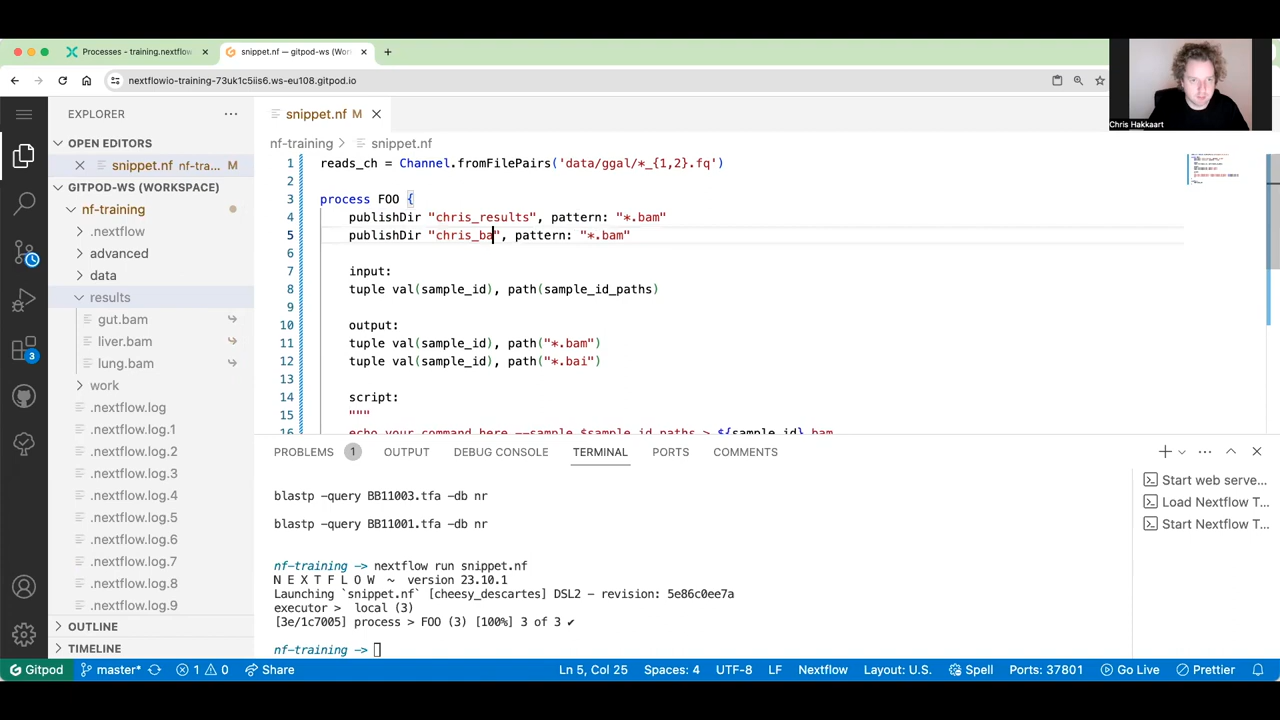 Processes - training.nextflow
snippet.nf — gitpod-ws (Wor
nextflowio-training-73uk1c5iis6.ws-eu108.gitpod.io
Chris Hakkaart
EXPLORER
snippet.nf M
OPEN EDITORS
snippet.nf nf-tra... M
nf-training > snippet.nf
GITPOD-WS (WORKSPACE)
nf-training
.nextflow
advanced
data
results
gut.bam
liver.bam
lung.bam
work
.nextflow.log
.nextflow.log.1
.nextflow.log.2
.nextflow.log.3
.nextflow.log.4
.nextflow.log.5
.nextflow.log.6
.nextflow.log.7
.nextflow.log.8
.nextflow.log.9
OUTLINE
TIMELINE
3
1 reads_ch = Channel.fromFilePairs('data/ggal/*_{1,2}.fq')
2
3 process FOO {
4 publishDir "chris_results", pattern: "*.bam"
5 publishDir "chris_ba", pattern: "*.bam"
6
7 input:
8 tuple val(sample_id), path(sample_id_paths)
9
10 output:
11 tuple val(sample_id), path("*.bam")
12 tuple val(sample_id), path("*.bai")
13
14 script:
15 """
16 echo your_command_here --sample $sample_id_paths > ${sample_id}.bam
PROBLEMS 1 OUTPUT DEBUG CONSOLE TERMINAL PORTS COMMENTS
blastp -query BB11003.tfa -db nr
blastp -query BB11001.tfa -db nr
nf-training -> nextflow run snippet.nf
N E X T F L O W ~ version 23.10.1
Launching `snippet.nf` [cheesy_descartes] DSL2 - revision: 5e86c0ee7a
executor > local (3)
[3e/1c7005] process > FOO (3) [100%] 3 of 3 ✔
nf-training ->
Start web serve...
Load Nextflow T...
Start Nextflow T...
Gitpod master* 1 0 Share Ln 5, Col 25 Spaces: 4 UTF-8 LF Nextflow Layout: U.S. Spell Ports: 37801 Go Live Prettier